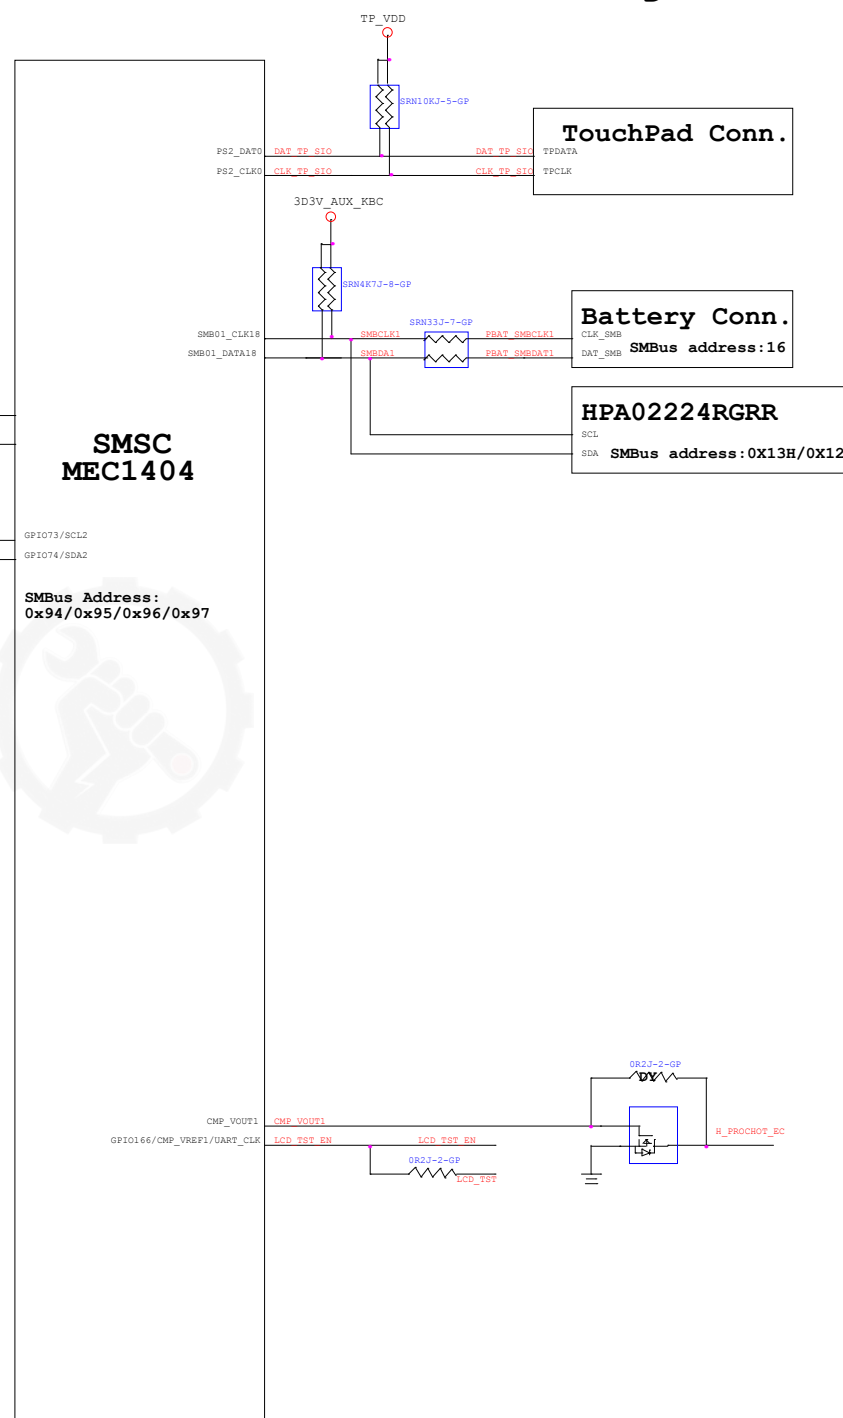 TP_VDD
SRN10KJ-5-GP
TouchPad Conn.
PS2_DAT0 DAT_TP_SIO DAT_TP_SIO TPDATA
PS2_CLK0 CLK_TP_SIO CLK_TP_SIO TPCLK
3D3V_AUX_KBC
SRN4K7J-8-GP
SRN33J-7-GP
Battery Conn.
SMB01_CLK18 SMBCLK1 PBAT_SMBCLK1 CLK_SMB
SMB01_DATA18 SMBDA1 PBAT_SMBDAT1 DAT_SMB SMBus address:16
HPA02224RGRR
SCL
SDA SMBus address:0X13H/0X12
SMSC
MEC1404
GPIO73/SCL2
GPIO74/SDA2
SMBus Address:
0x94/0x95/0x96/0x97
0R2J-2-GP
DY
CMP_VOUT1 CMP_VOUT1
H_PROCHOT_EC
GPIO166/CMP_VREF1/UART_CLK LCD_TST_EN LCD_TST_EN
0R2J-2-GP
LCD_TST